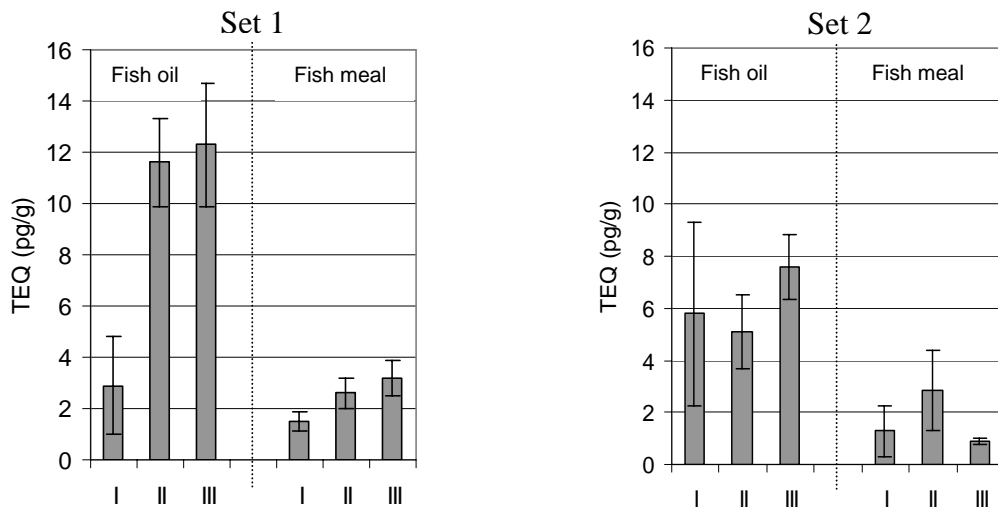 Set 1
16
14
12
10
8
6
4
2
0
TEQ (pg/g)
Fish oil
Fish meal
I II III I II III
Set 2
16
14
12
10
8
6
4
2
0
TEQ (pg/g)
Fish oil
Fish meal
I II III I II III